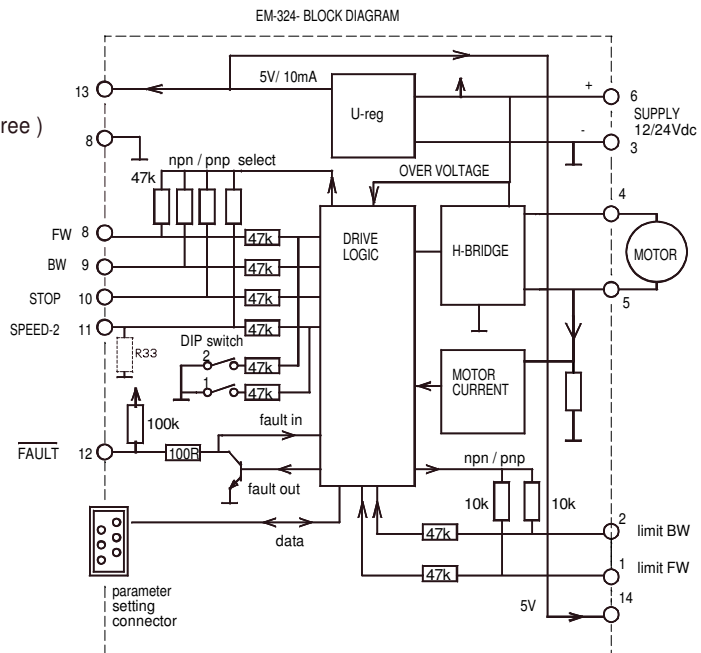 EM-324- BLOCK DIAGRAM
13
5V/ 10mA
U-reg
+
6
SUPPLY
12/24Vdc
-
3
ree )
8
npn / pnp select
47k
OVER VOLTAGE
4
FW 8
47k
DRIVE
LOGIC
H-BRIDGE
MOTOR
BW 9
47k
STOP 10
47k
5
SPEED-2 11
47k
R33
DIP switch
2
47k
1
47k
MOTOR
CURRENT
100k
fault in
FAULT 12
100R
npn / pnp
fault out
10k
10k
data
47k
2
limit BW
47k
1
limit FW
parameter
setting
connector
5V
14